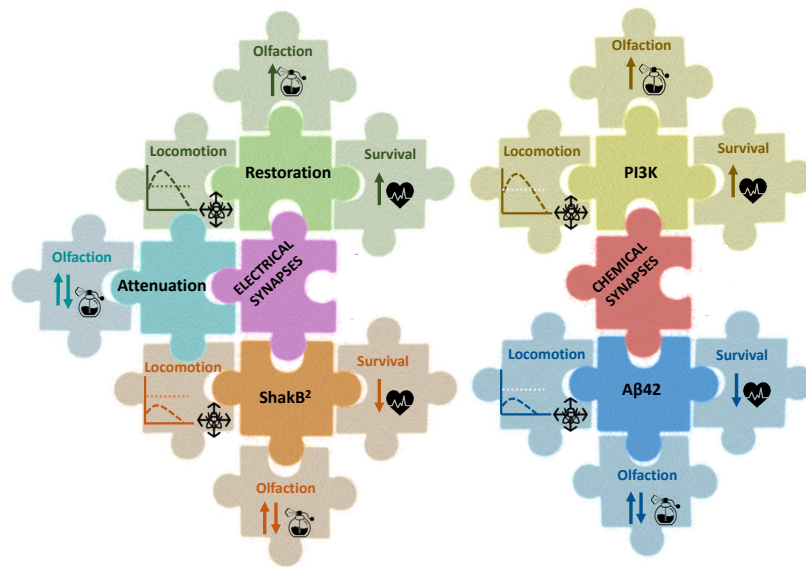 Olfaction
Locomotion
Restoration
Survival
Olfaction
Attenuation
ELECTRICAL
SYNAPSES
Locomotion
ShakB²
Survival
Olfaction
Olfaction
Locomotion
PI3K
Survival
CHEMICAL
SYNAPSES
Locomotion
Aβ42
Survival
Olfaction